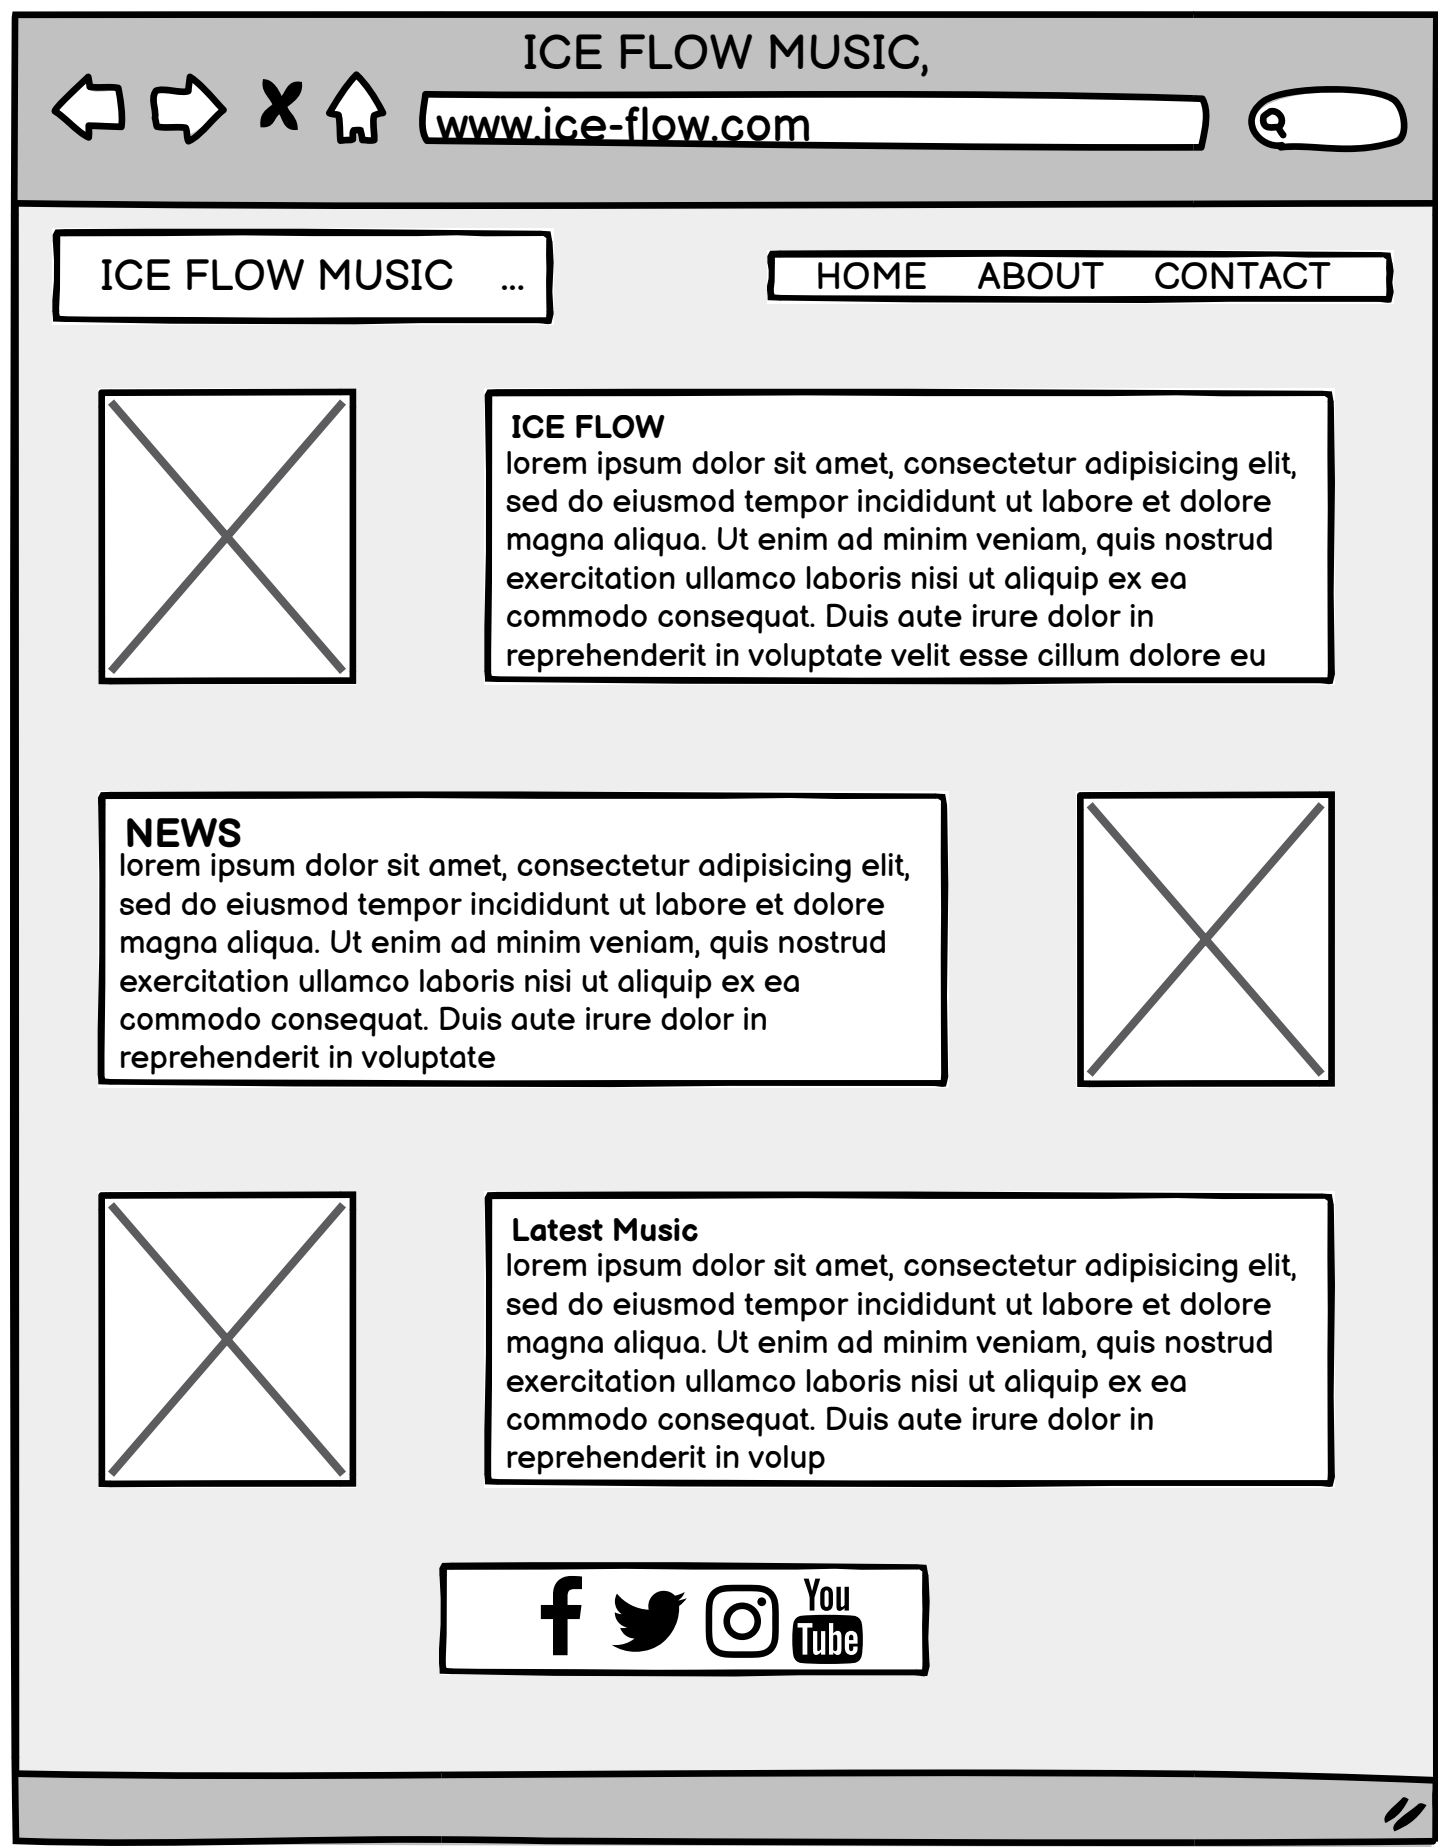 ICE FLOW MUSIC,
www.ice-flow.com
ICE FLOW MUSIC ...
HOME ABOUT CONTACT
ICE FLOW
lorem ipsum dolor sit amet, consectetur adipisicing elit,
sed do eiusmod tempor incididunt ut labore et dolore
magna aliqua. Ut enim ad minim veniam, quis nostrud
exercitation ullamco laboris nisi ut aliquip ex ea
commodo consequat. Duis aute irure dolor in
reprehenderit in voluptate velit esse cillum dolore eu
NEWS
lorem ipsum dolor sit amet, consectetur adipisicing elit,
sed do eiusmod tempor incididunt ut labore et dolore
magna aliqua. Ut enim ad minim veniam, quis nostrud
exercitation ullamco laboris nisi ut aliquip ex ea
commodo consequat. Duis aute irure dolor in
reprehenderit in voluptate
Latest Music
lorem ipsum dolor sit amet, consectetur adipisicing elit,
sed do eiusmod tempor incididunt ut labore et dolore
magna aliqua. Ut enim ad minim veniam, quis nostrud
exercitation ullamco laboris nisi ut aliquip ex ea
commodo consequat. Duis aute irure dolor in
reprehenderit in volup
You
Tube